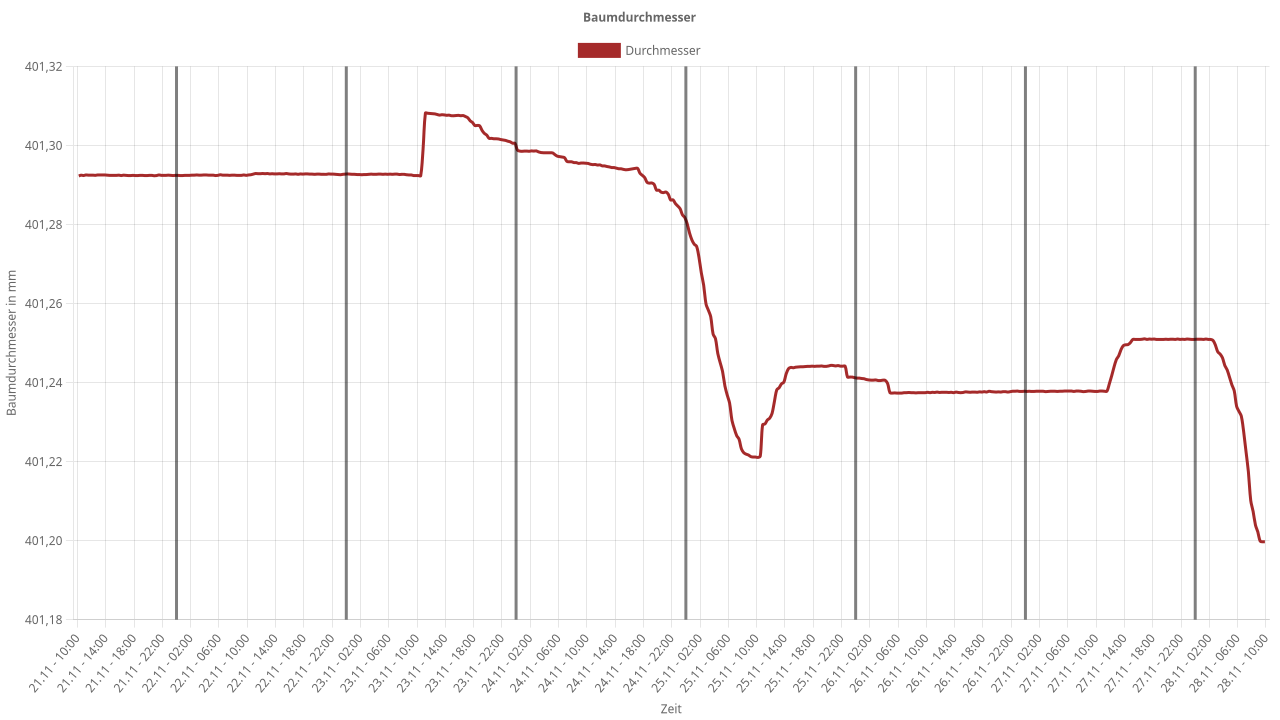 Baumdurchmesser
Durchmesser
401,32
401,30
401,28
401,26
401,24
401,22
401,20
401,18
Baumdurchmesser in mm
21.11 - 10:00
21.11 - 14:00
21.11 - 18:00
21.11 - 22:00
22.11 - 02:00
22.11 - 06:00
22.11 - 10:00
22.11 - 14:00
22.11 - 18:00
22.11 - 22:00
23.11 - 02:00
23.11 - 06:00
23.11 - 10:00
23.11 - 14:00
23.11 - 18:00
23.11 - 22:00
24.11 - 02:00
24.11 - 06:00
24.11 - 10:00
24.11 - 14:00
24.11 - 18:00
24.11 - 22:00
25.11 - 02:00
25.11 - 06:00
25.11 - 10:00
25.11 - 14:00
25.11 - 18:00
25.11 - 22:00
26.11 - 02:00
26.11 - 06:00
26.11 - 10:00
26.11 - 14:00
26.11 - 18:00
26.11 - 22:00
27.11 - 02:00
27.11 - 06:00
27.11 - 10:00
27.11 - 14:00
27.11 - 18:00
27.11 - 22:00
28.11 - 02:00
28.11 - 06:00
28.11 - 10:00
Zeit